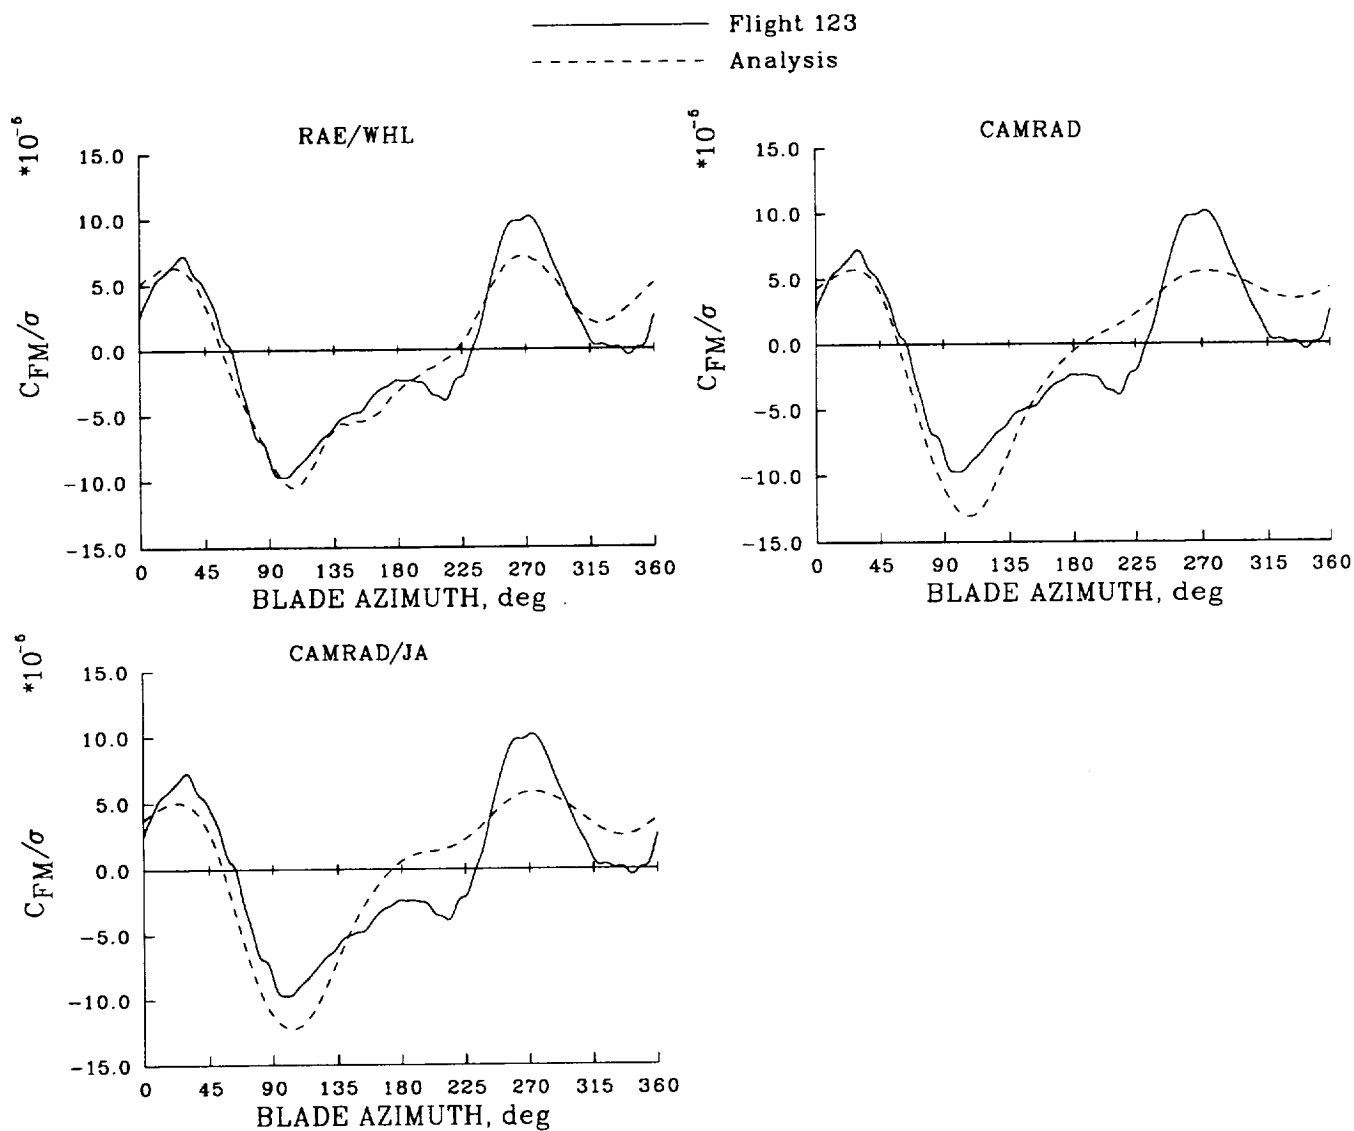 Flight 123
Analysis
RAE/WHL
*10⁻⁶
15.0
10.0
5.0
0.0
−5.0
−10.0
−15.0
C_FM/σ
0 45 90 135 180 225 270 315 360
BLADE AZIMUTH, deg
CAMRAD
*10⁻⁶
15.0
10.0
5.0
0.0
−5.0
−10.0
−15.0
C_FM/σ
0 45 90 135 180 225 270 315 360
BLADE AZIMUTH, deg
CAMRAD/JA
*10⁻⁶
15.0
10.0
5.0
0.0
−5.0
−10.0
−15.0
C_FM/σ
0 45 90 135 180 225 270 315 360
BLADE AZIMUTH, deg